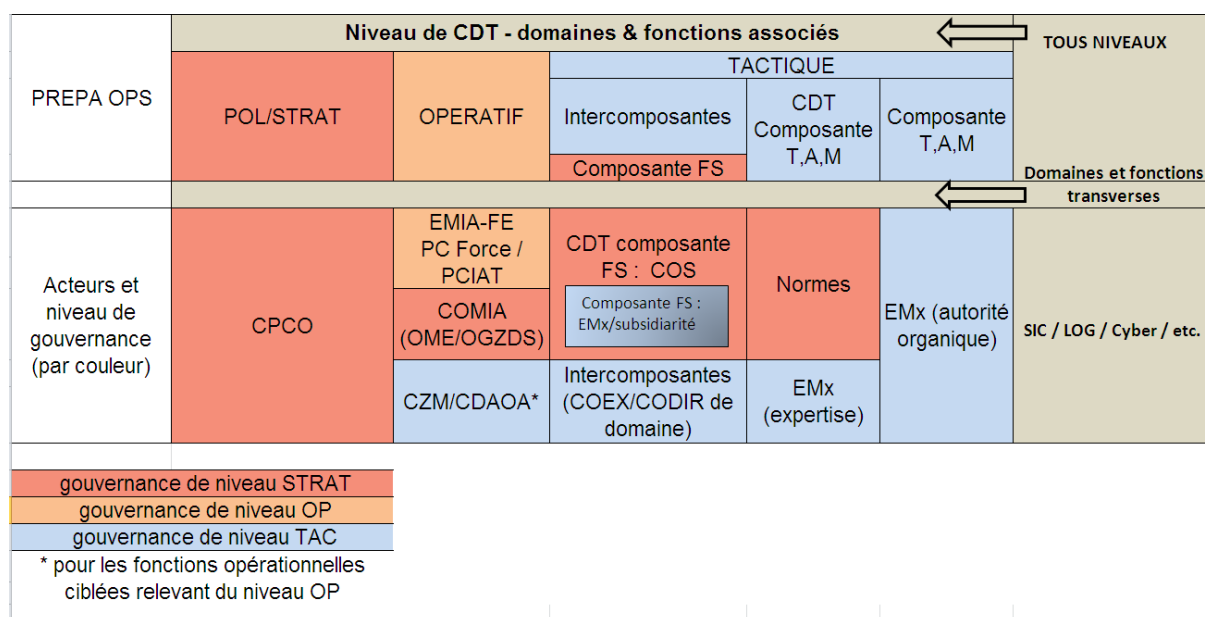 Niveau de CDT - domaines & fonctions associés
TOUS NIVEAUX
PREPA OPS
POL/STRAT
OPERATIF
TACTIQUE
Intercomposantes
Composante FS
CDT
Composante
T,A,M
Composante
T,A,M
Domaines et fonctions
transverses
Acteurs et
niveau de
gouvernance
(par couleur)
CPCO
EMIA-FE
PC Force /
PCIAT
COMIA
(OME/OGZDS)
CZM/CDAOA*
CDT composante
FS : COS
Composante FS :
EMx/subsidiarité
Intercomposantes
(COEX/CODIR de
domaine)
Normes
EMx
(expertise)
EMx (autorité
organique)
SIC / LOG / Cyber / etc.
gouvernance de niveau STRAT
gouvernance de niveau OP
gouvernance de niveau TAC
* pour les fonctions opérationnelles
ciblées relevant du niveau OP